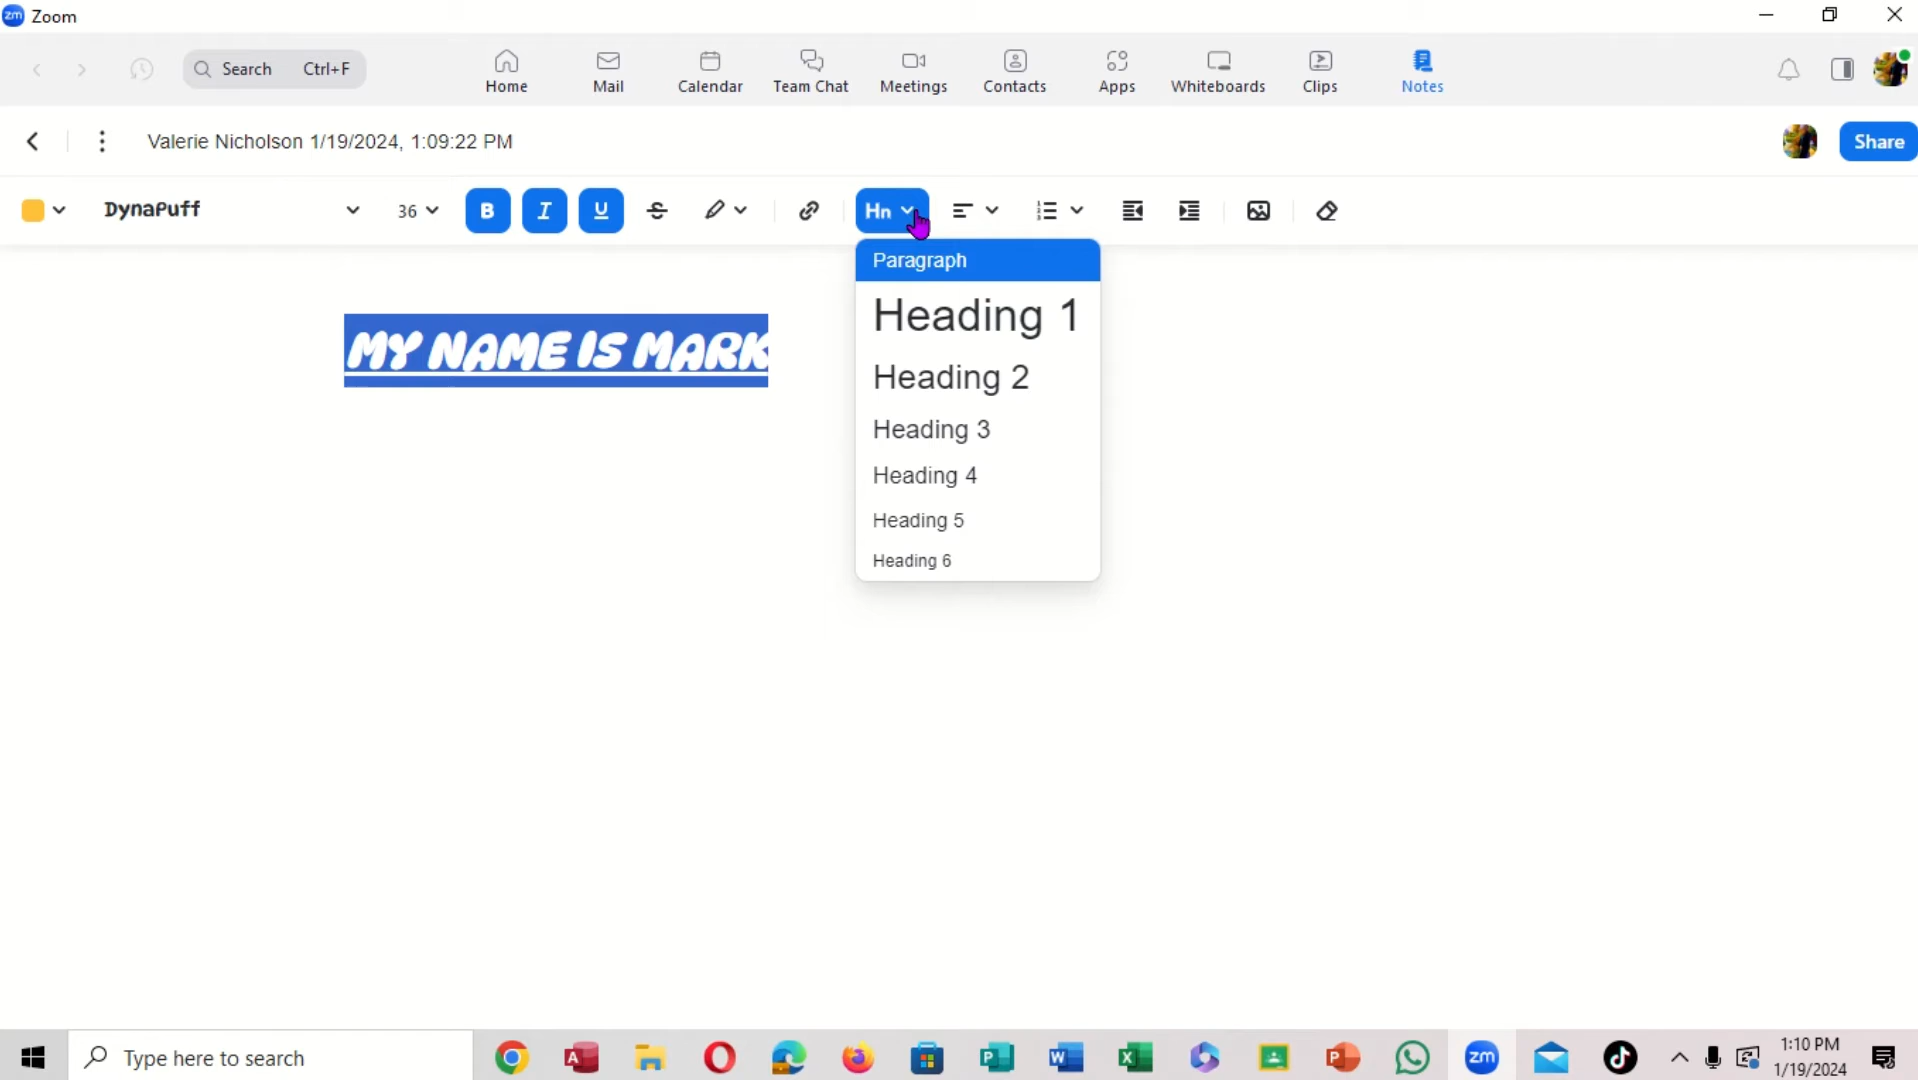 zm Zoom
Search Ctrl+F
Home
Mail
Calendar
Team Chat
Meetings
Contacts
Apps
Whiteboards
Clips
Notes
Valerie Nicholson 1/19/2024, 1:09:22 PM
Share
DynaPuff
36
B
I
U
S
Hn
Paragraph
Heading 1
Heading 2
Heading 3
Heading 4
Heading 5
Heading 6
MY NAME IS MARK
Type here to search
zm
1:10 PM
1/19/2024